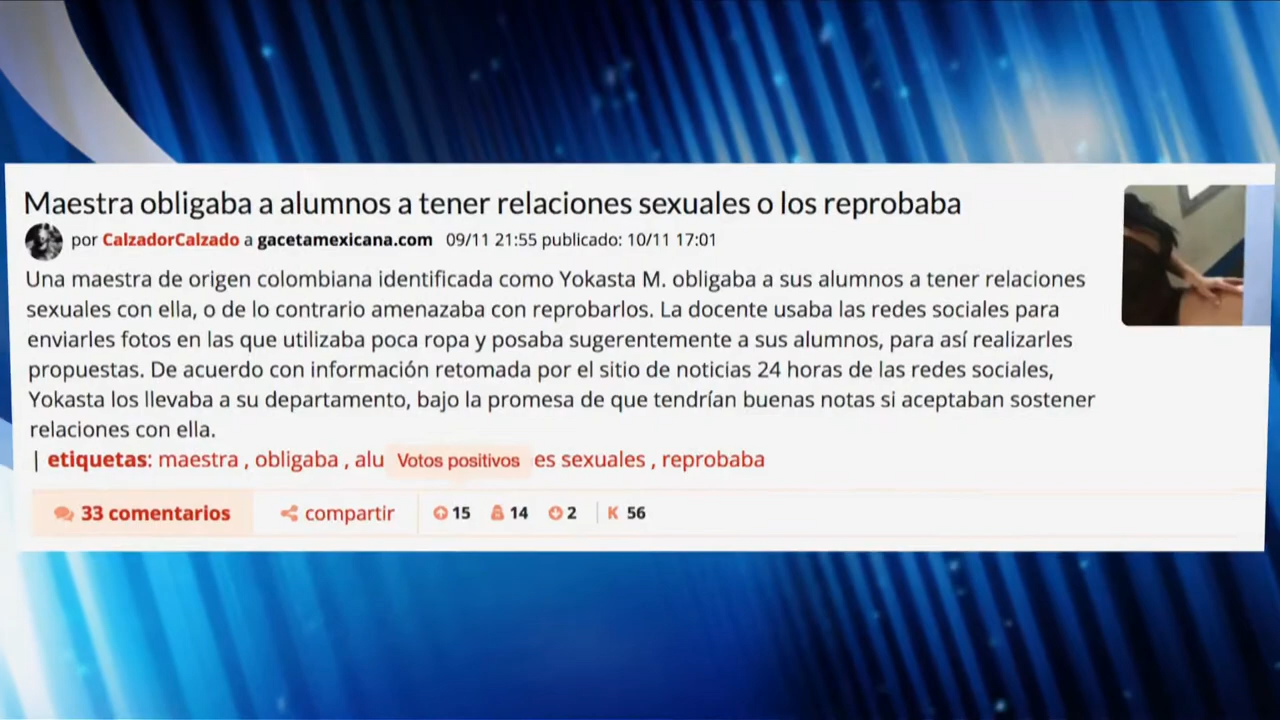 Maestra obligaba a alumnos a tener relaciones sexuales o los reprobaba
por CalzadorCalzado a gacetamexicana.com 09/11 21:55 publicado: 10/11 17:01
Una maestra de origen colombiana identificada como Yokasta M. obligaba a sus alumnos a tener relaciones
sexuales con ella, o de lo contrario amenazaba con reprobarlos. La docente usaba las redes sociales para
enviarles fotos en las que utilizaba poca ropa y posaba sugerentemente a sus alumnos, para así realizarles
propuestas. De acuerdo con información retomada por el sitio de noticias 24 horas de las redes sociales,
Yokasta los llevaba a su departamento, bajo la promesa de que tendrían buenas notas si aceptaban sostener
relaciones con ella.
| etiquetas: maestra , obligaba , alu Votos positivos es sexuales , reprobaba
33 comentarios compartir 15 14 2 K 56